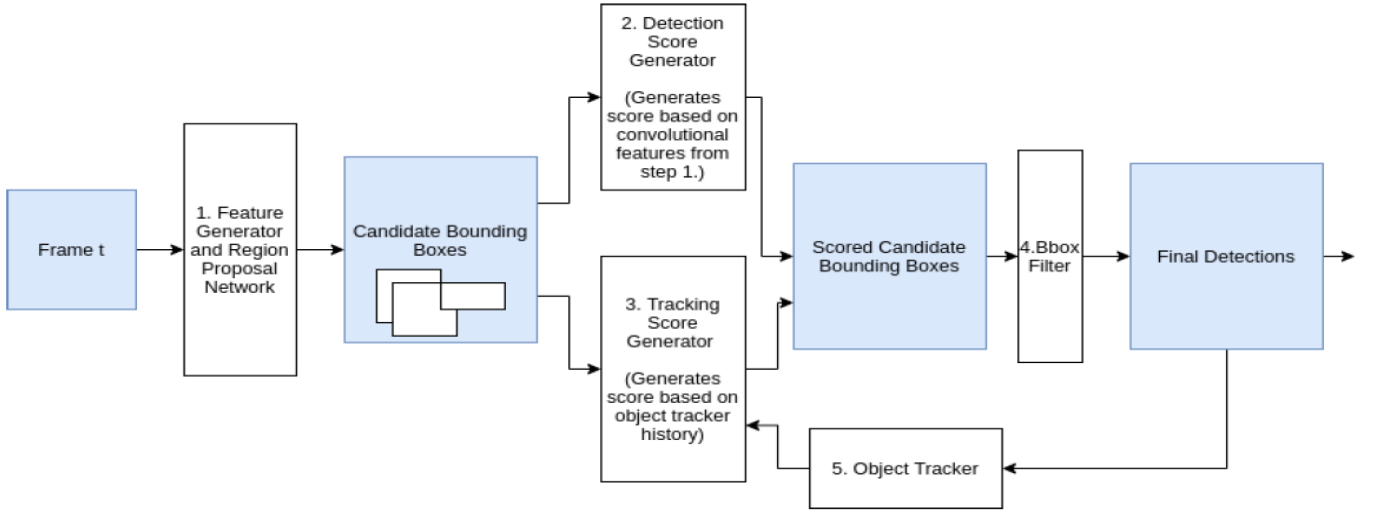 Frame t
1. Feature
Generator
and Region
Proposal
Network
Candidate Bounding
Boxes
2. Detection
Score
Generator
(Generates
score based on
convolutional
features from
step 1.)
3. Tracking
Score
Generator
(Generates
score based on
object tracker
history)
Scored Candidate
Bounding Boxes
4.Bbox
Filter
Final Detections
5. Object Tracker